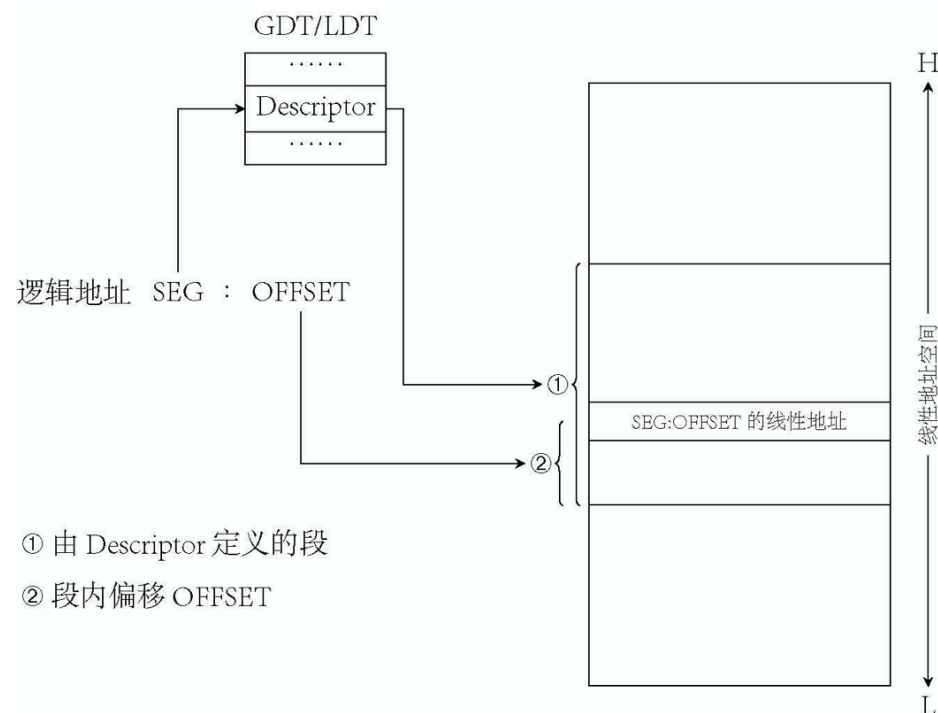 GDT/LDT
······
Descriptor
······
逻辑地址 SEG : OFFSET
H
线性地址空间
①
SEG:OFFSET 的线性地址
②
① 由 Descriptor 定义的段
② 段内偏移 OFFSET
L